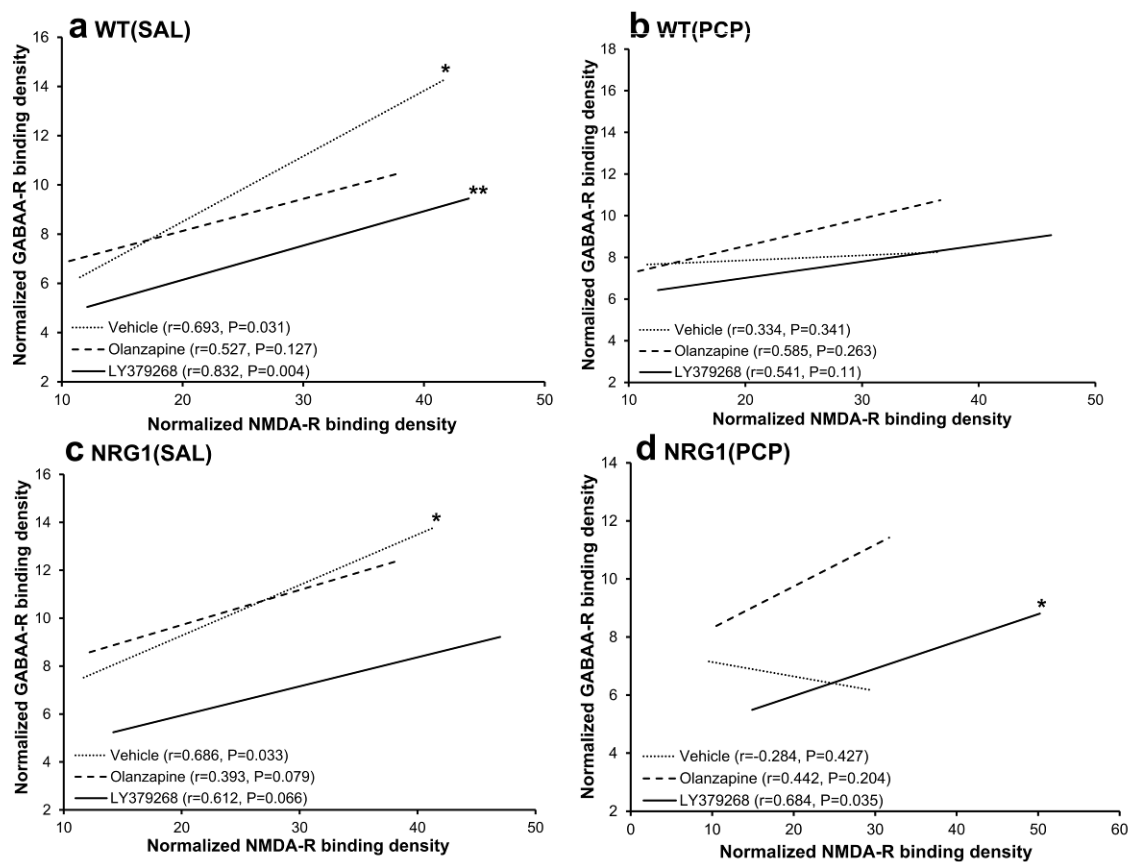 a WT(SAL)
Normalized GABAA-R binding density
16
14
12
10
8
6
4
2
*
**
Vehicle (r=0.693, P=0.031)
Olanzapine (r=0.527, P=0.127)
LY379268 (r=0.832, P=0.004)
10 20 30 40 50
Normalized NMDA-R binding density
b WT(PCP)
Normalized GABAA-R binding density
18
16
14
12
10
8
6
4
2
Vehicle (r=0.334, P=0.341)
Olanzapine (r=0.585, P=0.263)
LY379268 (r=0.541, P=0.11)
10 20 30 40 50
Normalized NMDA-R binding density
c NRG1(SAL)
Normalized GABAA-R binding density
16
14
12
10
8
6
4
2
*
Vehicle (r=0.686, P=0.033)
Olanzapine (r=0.393, P=0.079)
LY379268 (r=0.612, P=0.066)
10 20 30 40 50
Normalized NMDA-R binding density
d NRG1(PCP)
Normalized GABAA-R binding density
14
12
10
8
6
4
2
*
Vehicle (r=-0.284, P=0.427)
Olanzapine (r=0.442, P=0.204)
LY379268 (r=0.684, P=0.035)
0 10 20 30 40 50 60
Normalized NMDA-R binding density